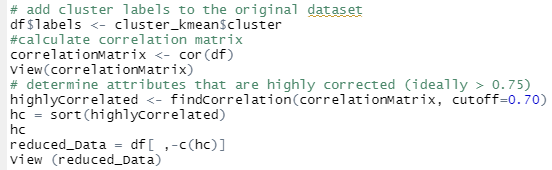 # add cluster labels to the original dataset
df$labels <- cluster_kmean$cluster
#calculate correlation matrix
correlationMatrix <- cor(df)
View(correlationMatrix)
# determine attributes that are highly corrected (ideally > 0.75)
highlyCorrelated <- findCorrelation(correlationMatrix, cutoff=0.70)
hc = sort(highlyCorrelated)
hc
reduced_Data = df[ ,-c(hc)]
View (reduced_Data)